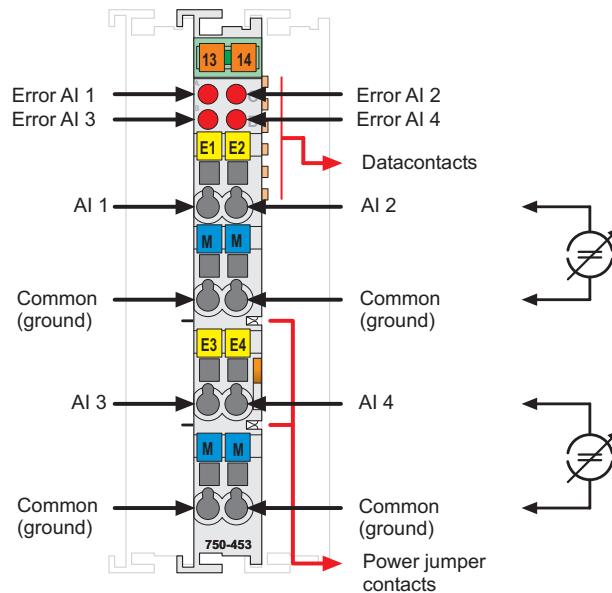 13 14
Error AI 1
Error AI 2
Error AI 3
Error AI 4
E1 E2
Datacontacts
AI 1
AI 2
M M
Common
(ground)
Common
(ground)
E3 E4
AI 3
AI 4
M M
Common
(ground)
Common
(ground)
750-453
Power jumper
contacts